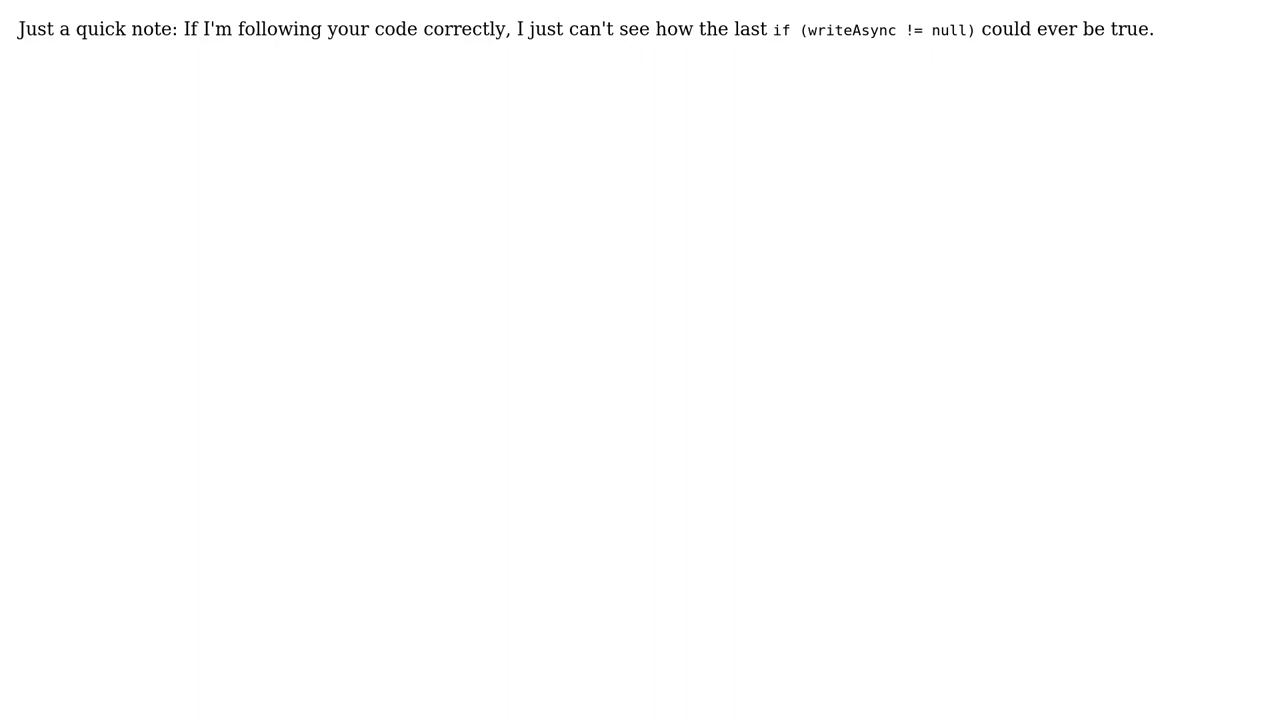 Just a quick note: If I'm following your code correctly, I just can't see how the last if (writeAsync != null) could ever be true.